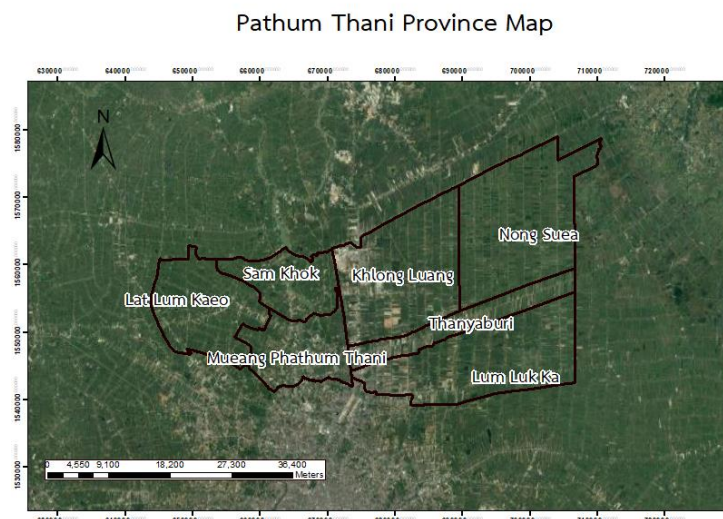 Pathum Thani Province Map
630000 640000 650000 660000 670000 680000 690000 700000 710000 720000
N
1580000
1570000
Nong Suea
Sam Khok
Khlong Luang
1560000
Lat Lum Kaeo
Thanyaburi
1550000
Mueang Phathum Thani
Lum Luk Ka
1540000
0 4,550 9,100 18,200 27,300 36,400
Meters
1530000